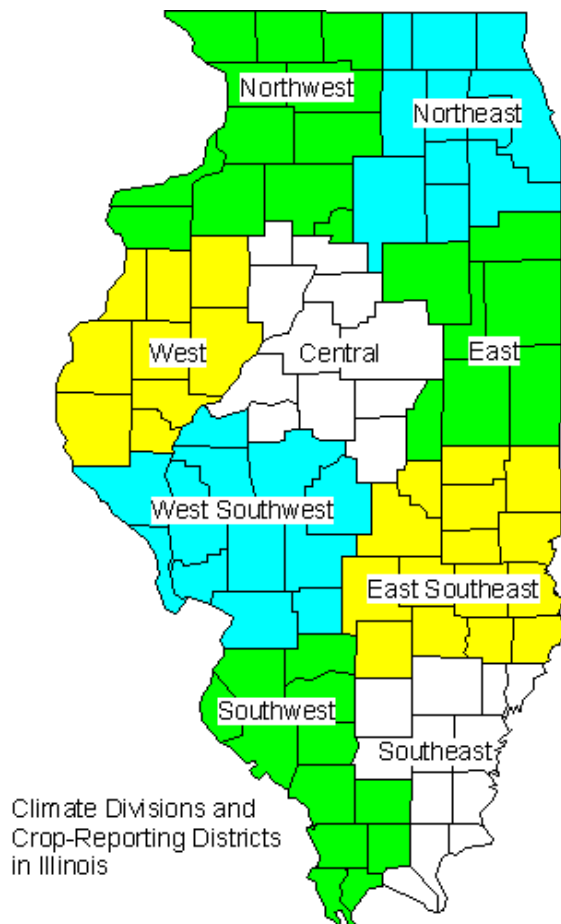 Northwest
Northeast
West
Central
East
West Southwest
East Southeast
Southwest
Southeast
Climate Divisions and
Crop-Reporting Districts
in Illinois